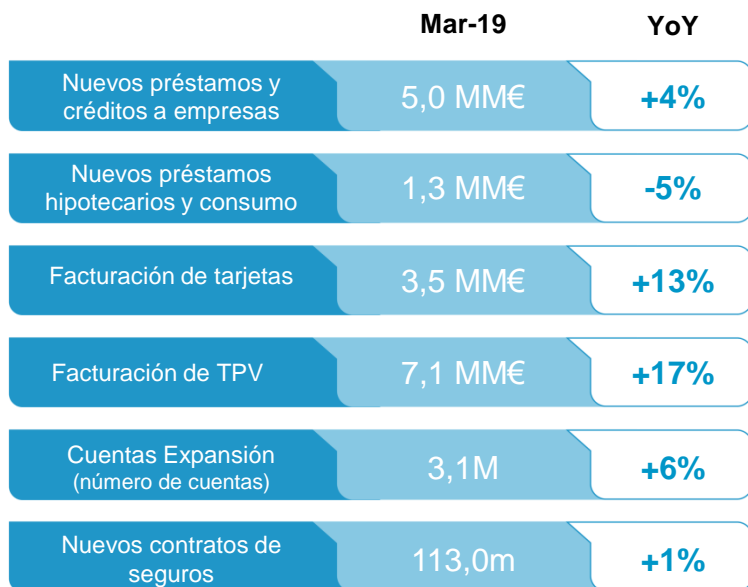 Mar-19 YoY
Nuevos préstamos y
créditos a empresas
5,0 MM€
+4%
Nuevos préstamos
hipotecarios y consumo
1,3 MM€
-5%
Facturación de tarjetas
3,5 MM€
+13%
Facturación de TPV
7,1 MM€
+17%
Cuentas Expansión
(número de cuentas)
3,1M
+6%
Nuevos contratos de
seguros
113,0m
+1%